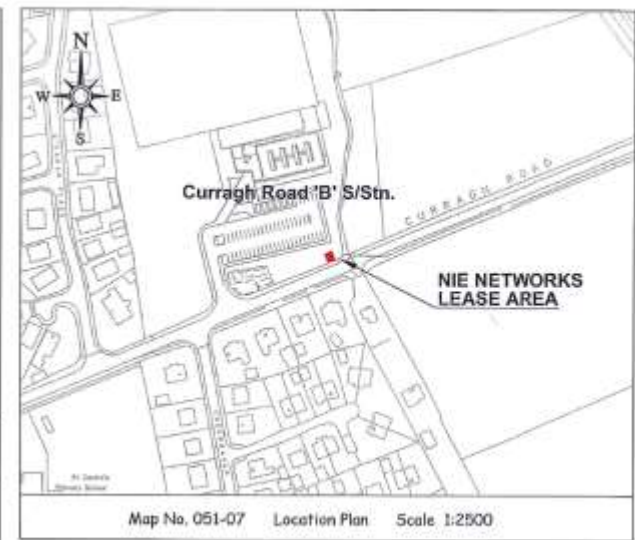 N
W E
S
Curragh Road 'B' S/Stn.
CURRAGH ROAD
NIE NETWORKS
LEASE AREA
Map No. 051-07 Location Plan Scale 1:2500